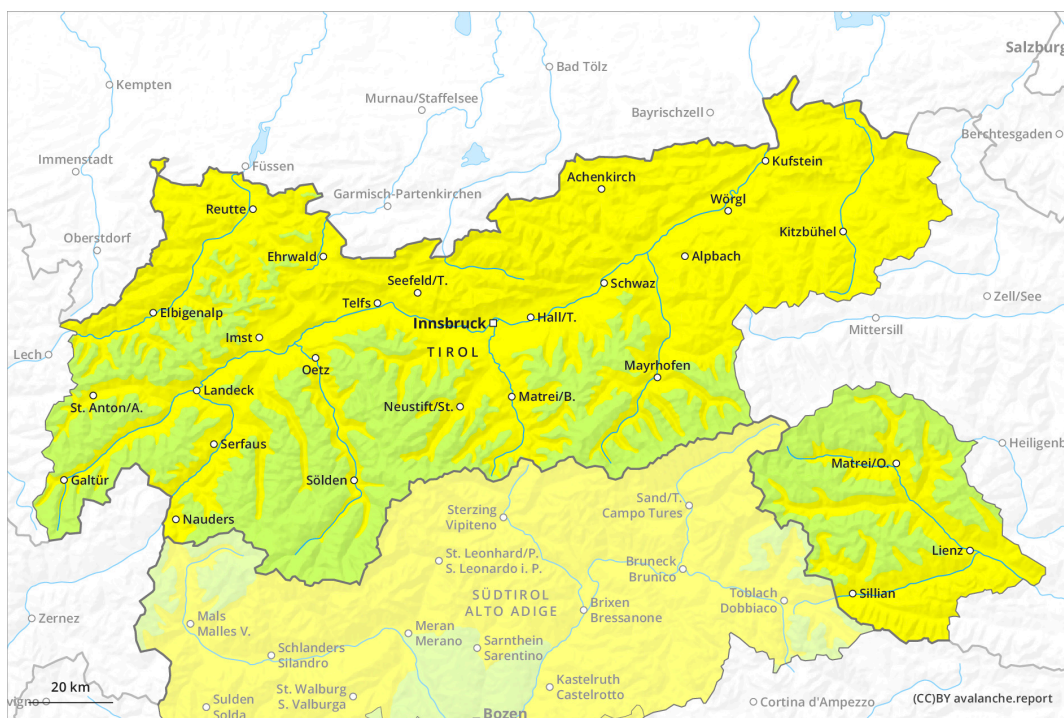 Salzburg
Kempten
Bad Tölz
Murnau/Staffelsee
Bayrischzell
Berchtesgaden
Immenstadt
Füssen
Kufstein
Achenkirch
Garmisch-Partenkirchen
Reutte
Wörgl
Oberstdorf
Kitzbühel
Ehrwald
Alpbach
Seefeld/T.
Schwaz
Zell/See
Telfs
Elbigenalp
Hall/T.
Innsbruck
Mittersill
Imst
Lech
TIROL
Oetz
Mayrhofen
Landeck
St. Anton/A.
Matrei/B.
Neustift/St.
Serfaus
Heiligenb
Matrei/O.
Galtür
Sölden
Sand/T.
Campo Tures
Sterzing
Vipiteno
Nauders
Lienz
St. Leonhard/P.
S. Leonardo i. P.
Bruneck
Brunico
SÜDTIROL
ALTO ADIGE
Sillian
Toblach
Dobbiaco
Brixen
Bressanone
Zernez
Mals
Malles V.
Meran
Merano
Sarnthein
Sarentino
Schlanders
Silandro
Kastelruth
Castelrotto
20 km
St. Walburg
S. Valburga
vigno
Sulden
Solda
Cortina d'Ampezzo
(CC)BY avalanche.report
Bozen